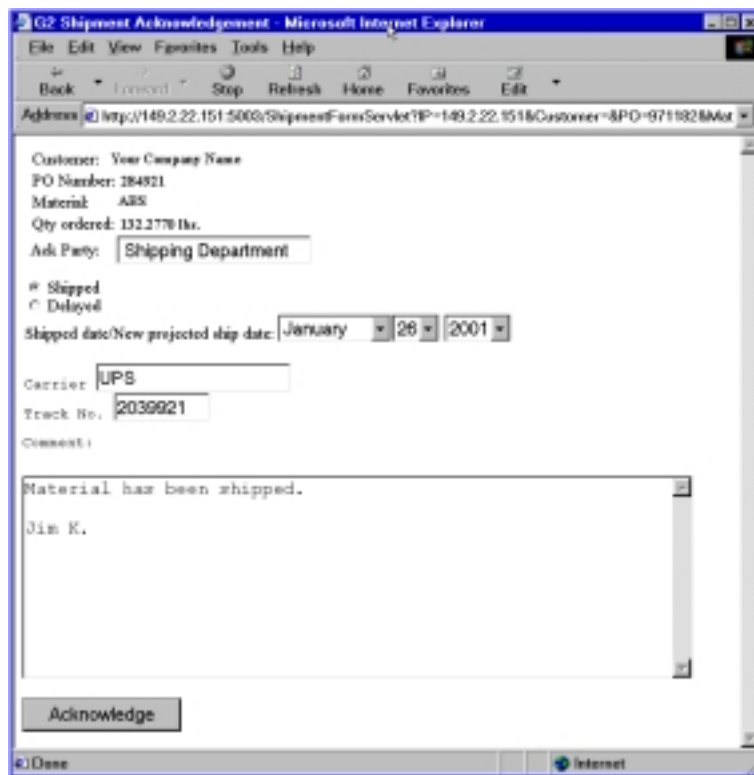 G2 Shipment Acknowledgement - Microsoft Internet Explorer
File Edit View Favorites Tools Help
Back Forward Stop Refresh Home Favorites Edit
Address http://149.2.22.151:5003/ShipmentFormServlet?IP=149.2.22.151&Customer=&PO=971182&Mat
Customer: Your Company Name
PO Number: 284921
Material: ABS
Qty ordered: 132.2770 lbs.
Ack Party: Shipping Department
Shipped
Delayed
Shipped date/New projected ship date: January 26 2001
Carrier UPS
Track No. 2039921
Comment:
Material has been shipped.
Jim K.
Acknowledge
Done Internet